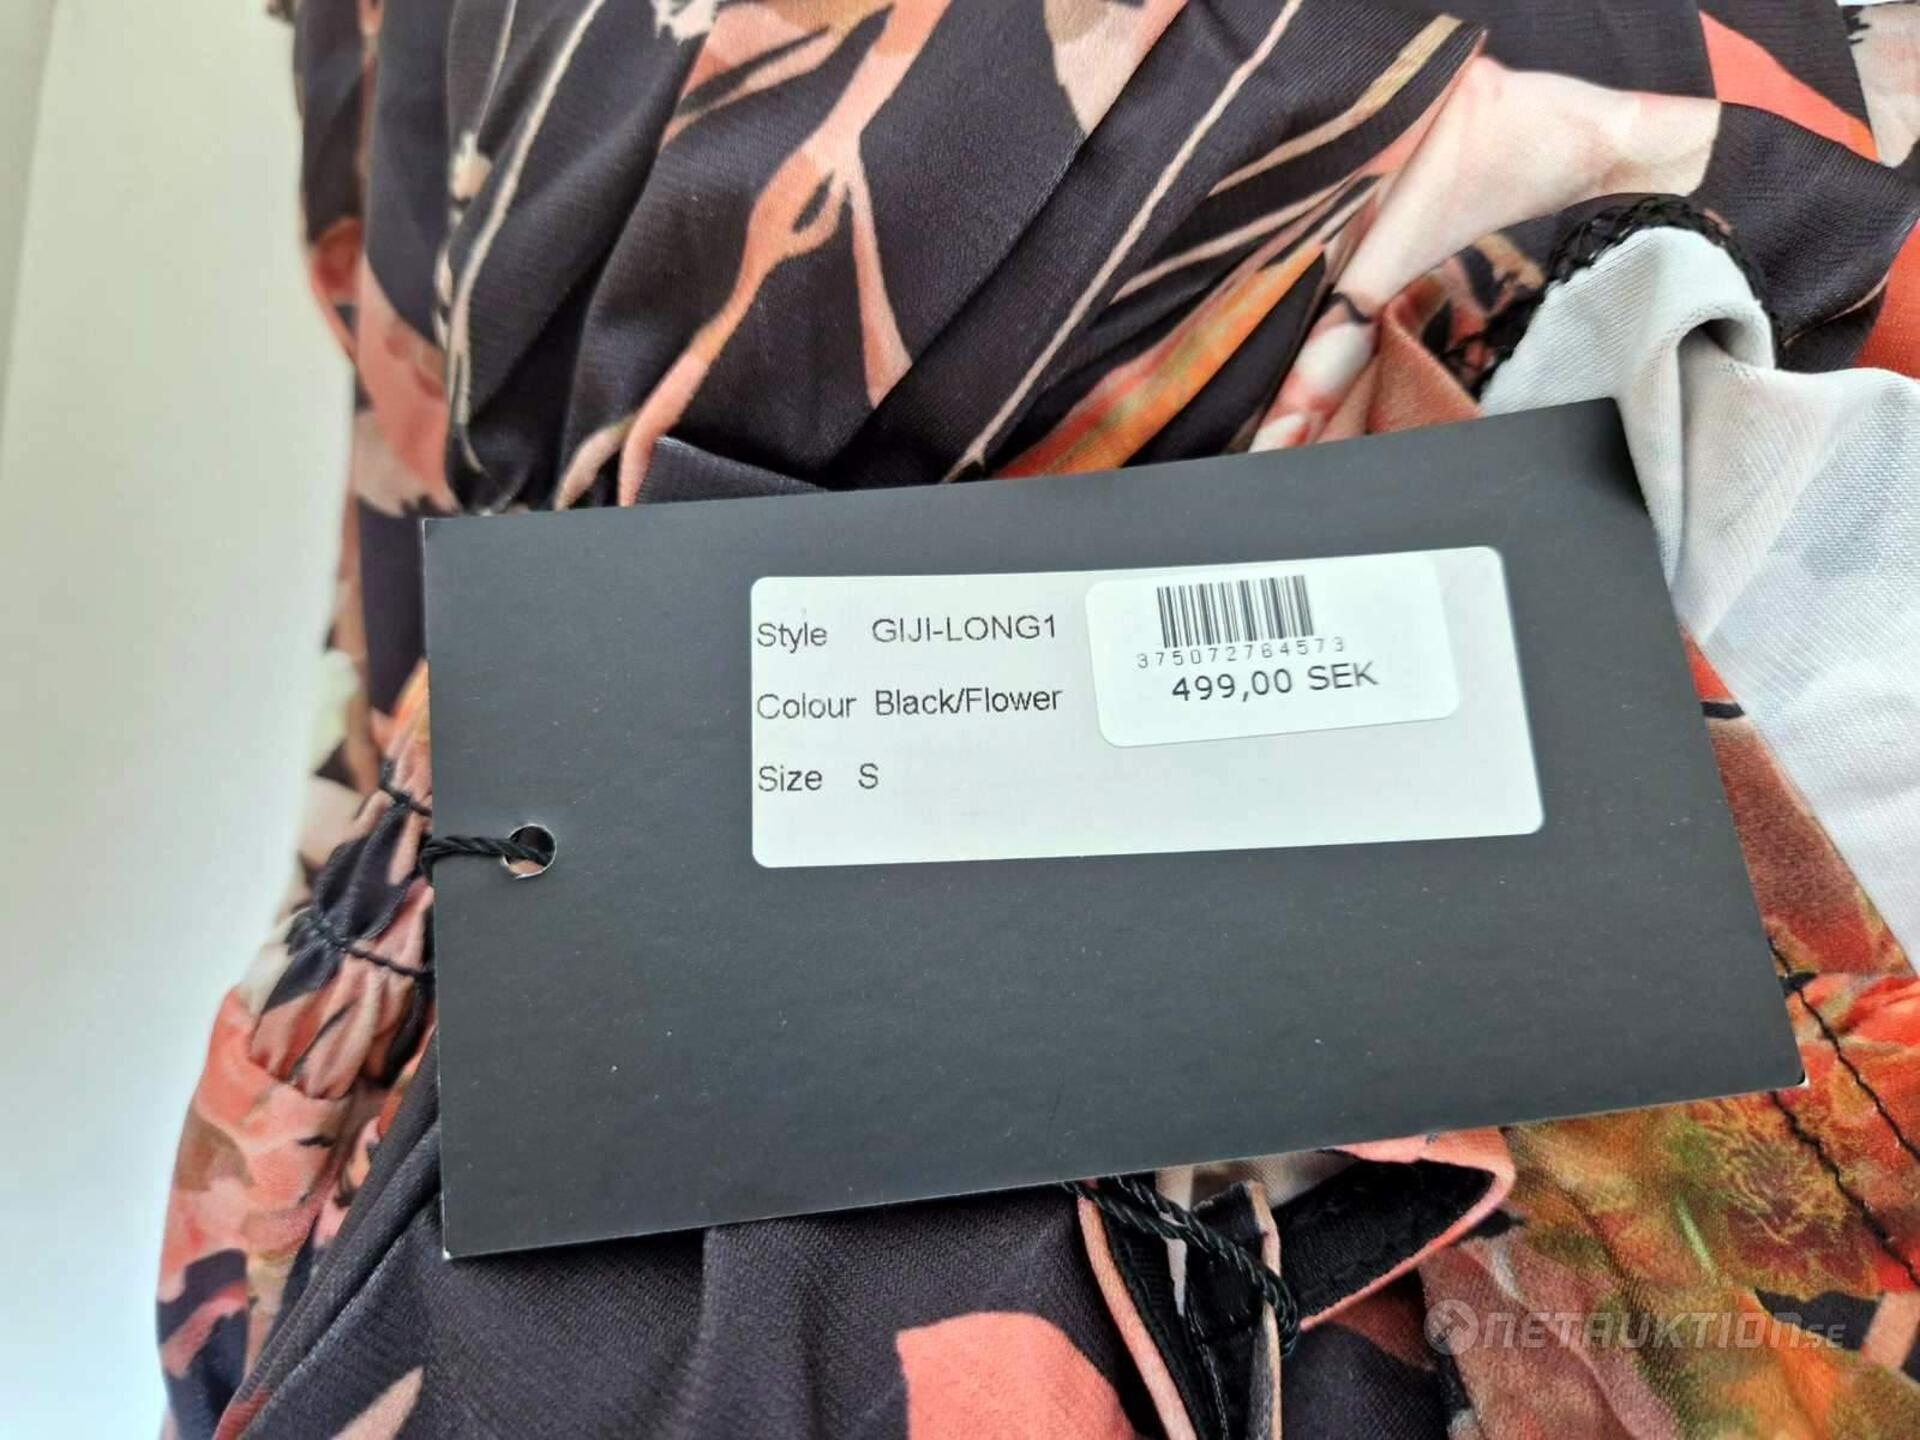 Style GIJI-LONG1
375072764573
499,00 SEK
Colour Black/Flower
Size S
NETAUKTION.SE